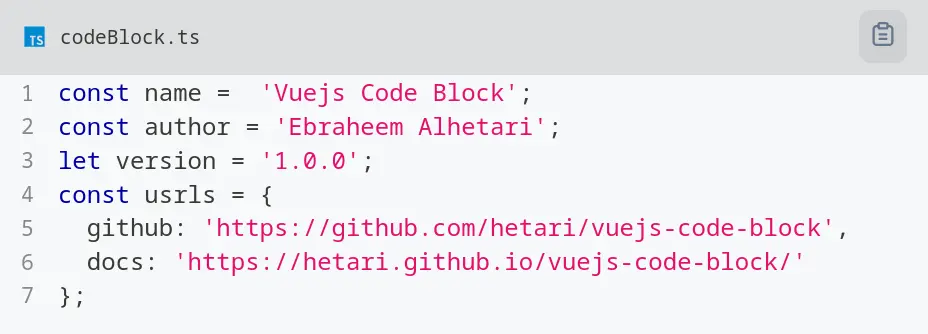 TS codeBlock.ts
1 const name =  'Vuejs Code Block';
2 const author = 'Ebraheem Alhetari';
3 let version = '1.0.0';
4 const usrls = {
5   github: 'https://github.com/hetari/vuejs-code-block',
6   docs: 'https://hetari.github.io/vuejs-code-block/'
7 };